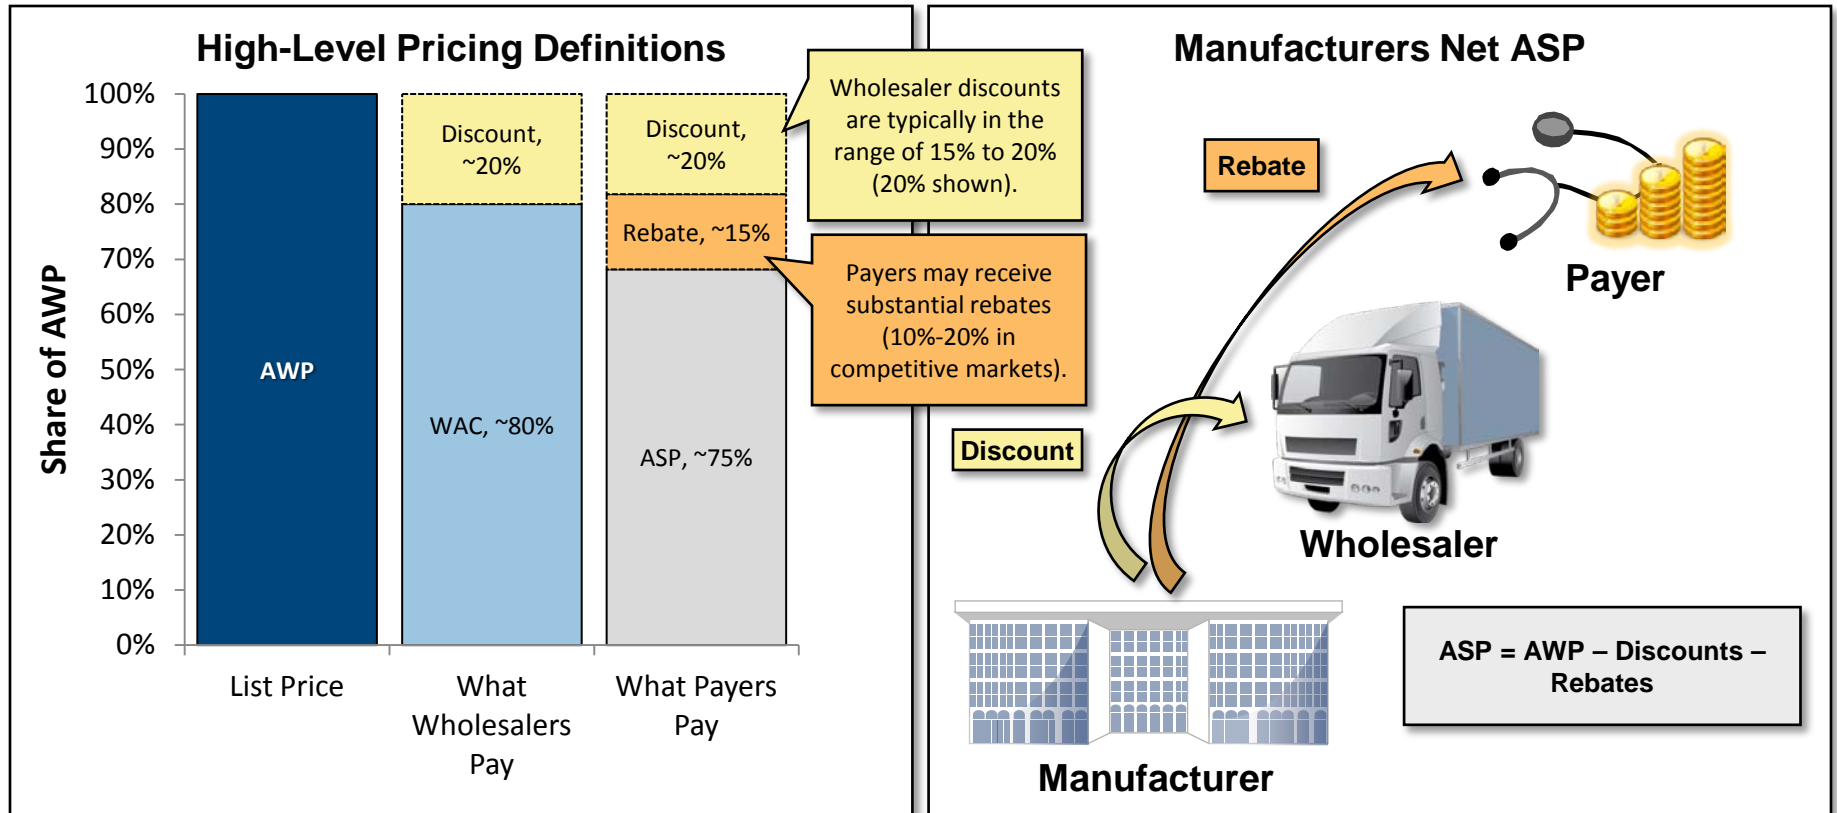 High-Level Pricing Definitions
Share of AWP
100%
90%
80%
70%
60%
50%
40%
30%
20%
10%
0%
AWP
Discount,
~20%
WAC, ~80%
Discount,
~20%
Rebate, ~15%
ASP, ~75%
List Price
What
Wholesalers
Pay
What Payers
Pay
Wholesaler discounts
are typically in the
range of 15% to 20%
(20% shown).
Payers may receive
substantial rebates
(10%-20% in
competitive markets).
Manufacturers Net ASP
Rebate
Payer
Discount
Wholesaler
Manufacturer
ASP = AWP – Discounts –
Rebates